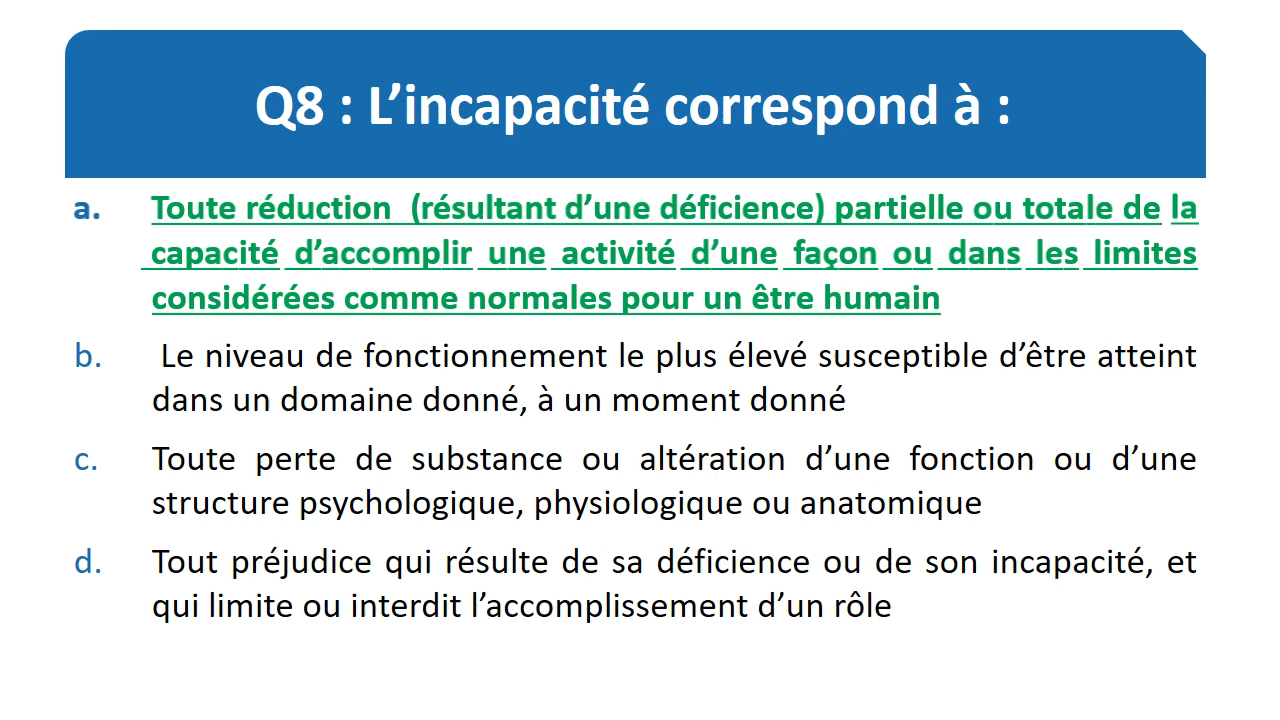 Q8 : L’incapacité correspond à :
a. Toute réduction (résultant d’une déficience) partielle ou totale de la
capacité d’accomplir une activité d’une façon ou dans les limites
considérées comme normales pour un être humain
b. Le niveau de fonctionnement le plus élevé susceptible d’être atteint
dans un domaine donné, à un moment donné
c. Toute perte de substance ou altération d’une fonction ou d’une
structure psychologique, physiologique ou anatomique
d. Tout préjudice qui résulte de sa déficience ou de son incapacité, et
qui limite ou interdit l’accomplissement d’un rôle